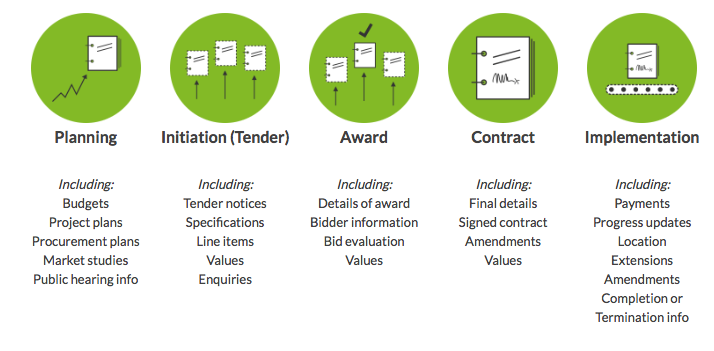 Planning
Including:
Budgets
Project plans
Procurement plans
Market studies
Public hearing info
Initiation (Tender)
Including:
Tender notices
Specifications
Line items
Values
Enquiries
Award
Including:
Details of award
Bidder information
Bid evaluation
Values
Contract
Including:
Final details
Signed contract
Amendments
Values
Implementation
Including:
Payments
Progress updates
Location
Extensions
Amendments
Completion or
Termination info